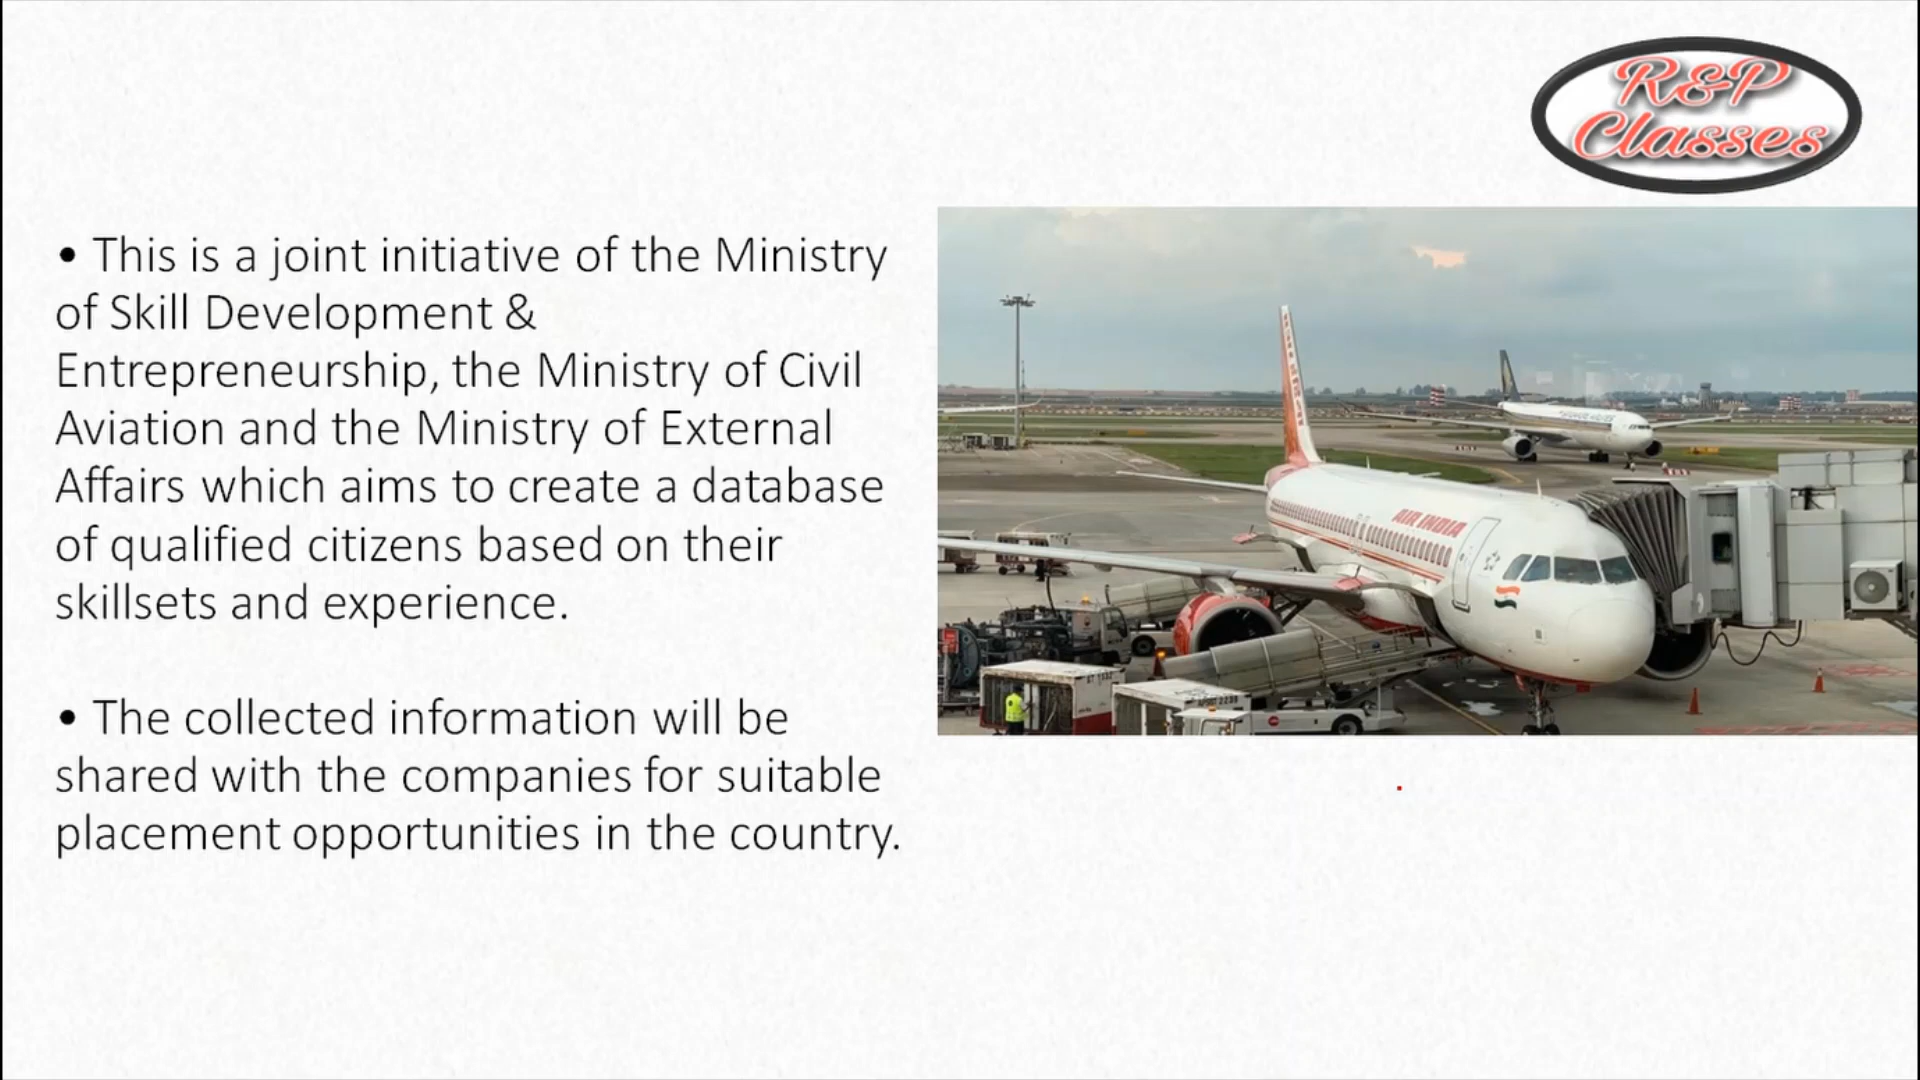 R&P
Classes
• This is a joint initiative of the Ministry
of Skill Development &
Entrepreneurship, the Ministry of Civil
Aviation and the Ministry of External
Affairs which aims to create a database
of qualified citizens based on their
skillsets and experience.
• The collected information will be
shared with the companies for suitable
placement opportunities in the country.
AIR INDIA